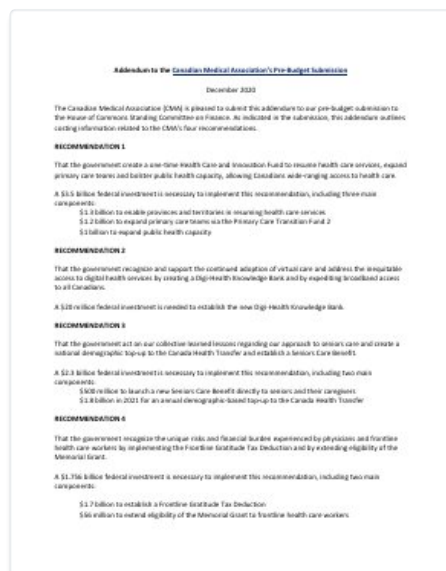 Addendum to the Canadian Medical Association's Pre-Budget Submission
December 2020
The Canadian Medical Association (CMA) is pleased to submit this addendum to our pre-budget submission to
the House of Commons Standing Committee on Finance. As indicated in the submission, this addendum outlines
costing information related to the CMA's four recommendations.
RECOMMENDATION 1
That the government create a one-time Health Care and Innovation Fund to resume health care services, expand
primary care teams and bolster public health capacity, allowing Canadians wide-ranging access to health care.
A $3.5 billion federal investment is necessary to implement this recommendation, including three main
components:
$1.3 billion to enable provinces and territories in resuming health care services
$1.2 billion to expand primary care teams via the Primary Care Transition Fund 2
$1 billion to expand public health capacity
RECOMMENDATION 2
That the government recognize and support the continued adoption of virtual care and address the inequitable
access to digital health services by creating a Digi-Health Knowledge Bank and by expediting broadband access
to all Canadians.
A $20 million federal investment is needed to establish the new Digi-Health Knowledge Bank.
RECOMMENDATION 3
That the government act on our collective learned lessons regarding our approach to seniors care and create a
national demographic top-up to the Canada Health Transfer and establish a Seniors Care Benefit.
A $2.3 billion federal investment is necessary to implement this recommendation, including two main
components:
$500 million to launch a new Seniors Care Benefit directly to seniors and their caregivers
$1.8 billion in 2021 for an annual demographic-based top-up to the Canada Health Transfer
RECOMMENDATION 4
That the government recognize the unique risks and financial burden experienced by physicians and frontline
health care workers by implementing the Frontline Gratitude Tax Deduction and by extending eligibility of the
Memorial Grant.
A $1.756 billion federal investment is necessary to implement this recommendation, including two main
components:
$1.7 billion to establish a Frontline Gratitude Tax Deduction
$56 million to extend eligibility of the Memorial Grant to frontline health care workers